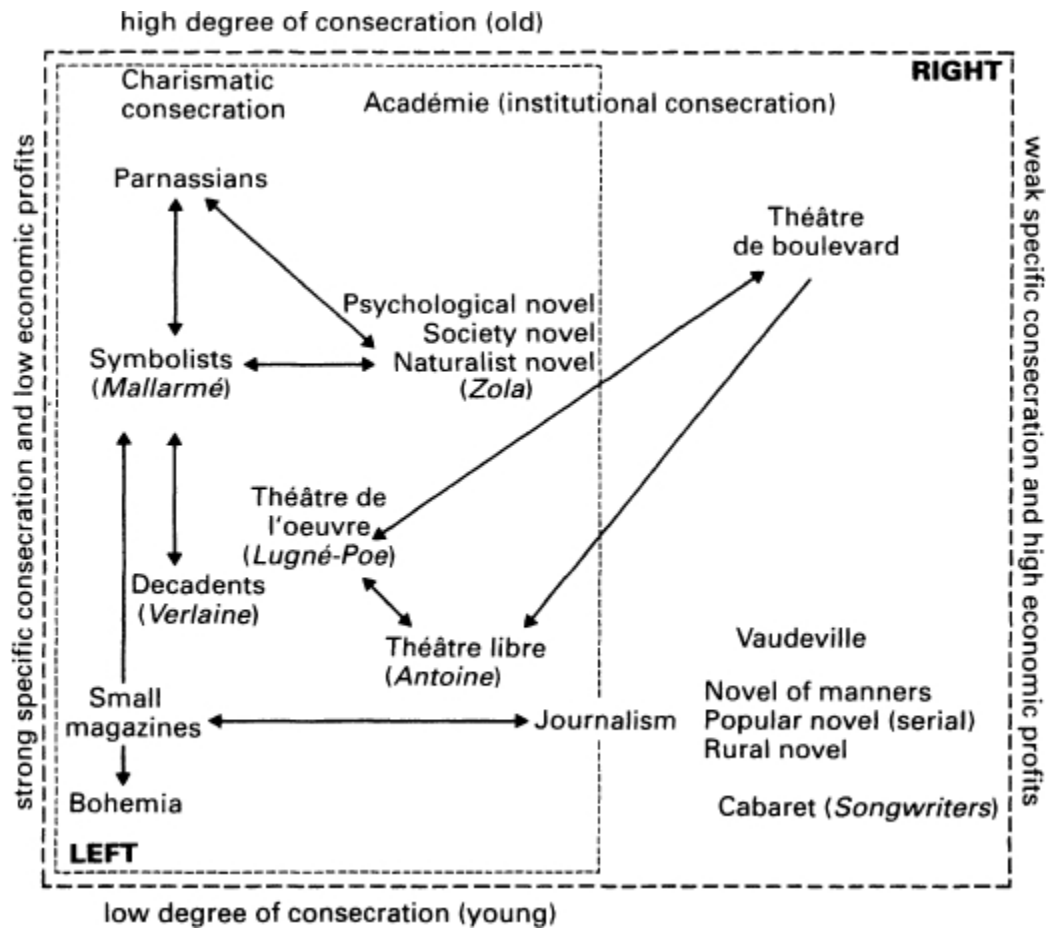 high degree of consecration (old)
RIGHT
Charismatic
consecration
Académie (institutional consecration)
strong specific consecration and low economic profits
weak specific consecration and high economic profits
Parnassians
Théâtre
de boulevard
Psychological novel
Society novel
Naturalist novel
(Zola)
Symbolists
(Mallarmé)
Théâtre de
l'oeuvre
(Lugné-Poe)
Decadents
(Verlaine)
Théâtre libre
(Antoine)
Vaudeville
Small
magazines
Journalism
Novel of manners
Popular novel (serial)
Rural novel
Bohemia
Cabaret (Songwriters)
LEFT
low degree of consecration (young)